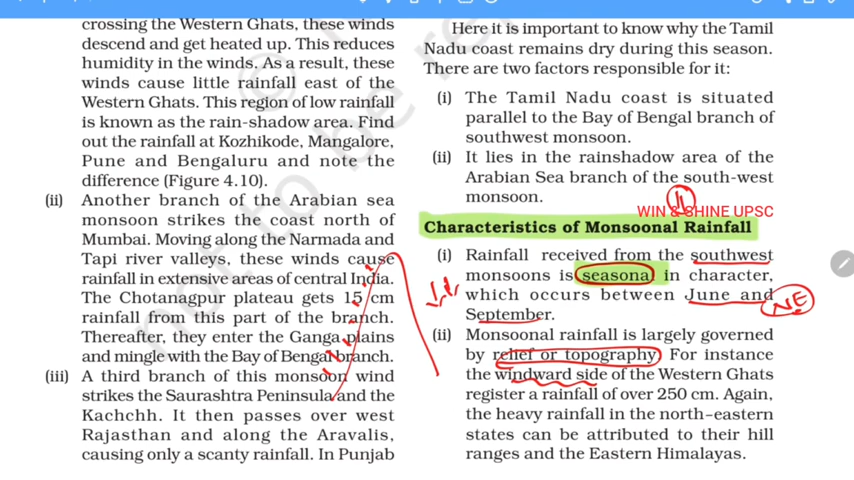 crossing the Western Ghats, these winds
descend and get heated up. This reduces
humidity in the winds. As a result, these
winds cause little rainfall east of the
Western Ghats. This region of low rainfall
is known as the rain-shadow area. Find
out the rainfall at Kozhikode, Mangalore,
Pune and Bengaluru and note the
difference (Figure 4.10).
(ii) Another branch of the Arabian sea
monsoon strikes the coast north of
Mumbai. Moving along the Narmada and
Tapi river valleys, these winds cause
rainfall in extensive areas of central India.
The Chotanagpur plateau gets 15 cm
rainfall from this part of the branch.
Thereafter, they enter the Ganga plains
and mingle with the Bay of Bengal branch.
(iii) A third branch of this monsoon wind
strikes the Saurashtra Peninsula and the
Kachchh. It then passes over west
Rajasthan and along the Aravalis,
causing only a scanty rainfall. In Punjab
Here it is important to know why the Tamil
Nadu coast remains dry during this season.
There are two factors responsible for it:
(i) The Tamil Nadu coast is situated
parallel to the Bay of Bengal branch of
southwest monsoon.
(ii) It lies in the rainshadow area of the
Arabian Sea branch of the south-west
monsoon.
WIN & SHINE UPSC
Characteristics of Monsoonal Rainfall
(i) Rainfall received from the southwest
monsoons is seasonal in character,
which occurs between June and
September.
NE
(ii) Monsoonal rainfall is largely governed
by relief or topography. For instance
the windward side of the Western Ghats
register a rainfall of over 250 cm. Again,
the heavy rainfall in the north–eastern
states can be attributed to their hill
ranges and the Eastern Himalayas.
not to be re